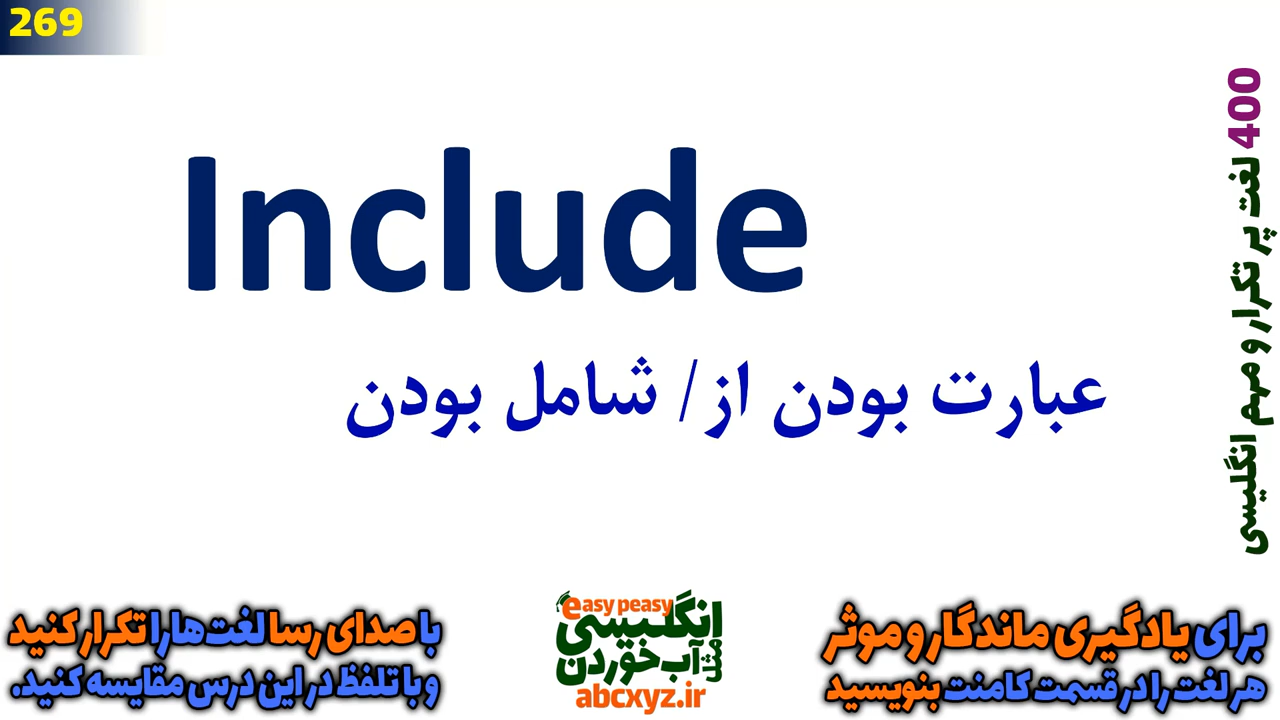 269
Include
عبارت بودن از/ شامل بودن
400 لغت پر تکرار و مهم انگلیسی
برای یادگیری ماندگار و موثر
هر لغت را در قسمت کامنت بنویسید
easy peasy
انگلیسی
مثل آب خوردن
abcxyz.ir
با صدای رسا لغت‌ها را تکرار کنید
و با تلفظ در این درس مقایسه کنید.